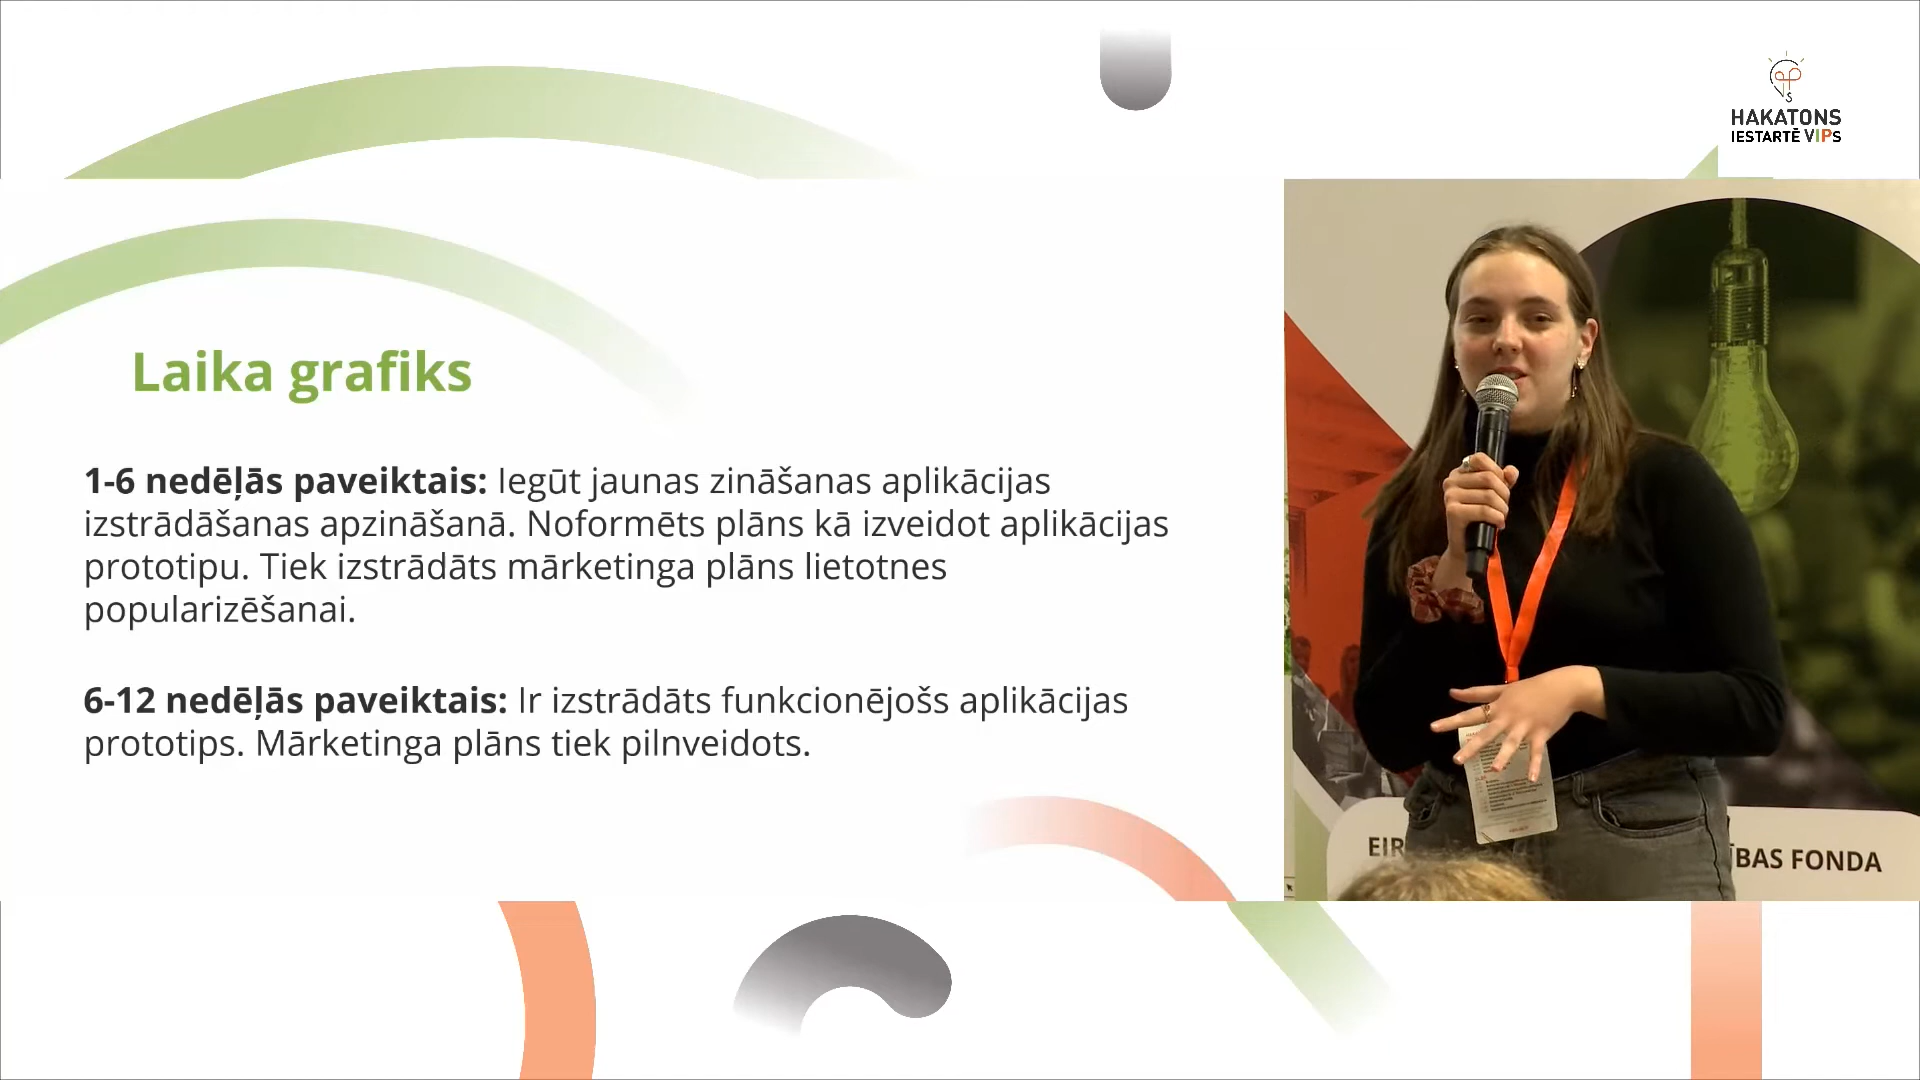 HAKATONS
IESTARTĒ VIPS
Laika grafiks
1-6 nedēļās paveiktais: Iegūt jaunas zināšanas aplikācijas
izstrādāšanas apzināšanā. Noformēts plāns kā izveidot aplikācijas
prototipu. Tiek izstrādāts mārketinga plāns lietotnes
popularizēšanai.
6-12 nedēļās paveiktais: Ir izstrādāts funkcionējošs aplikācijas
prototips. Mārketinga plāns tiek pilnveidots.
FONDA